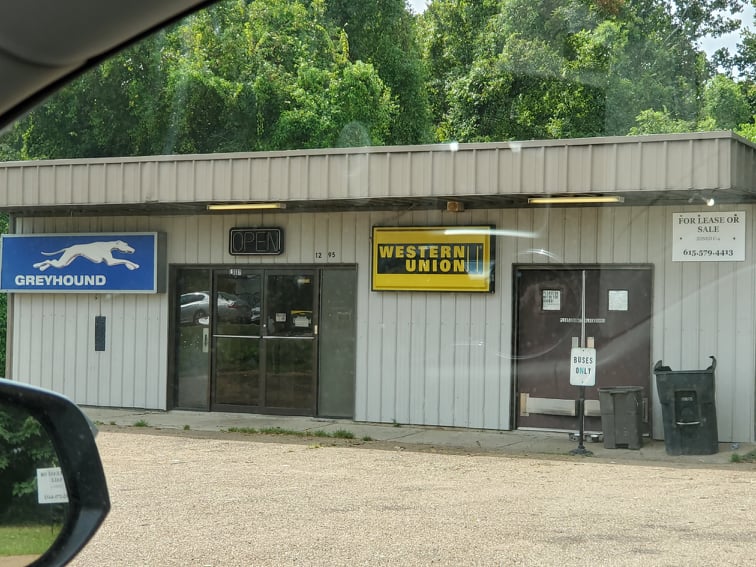 GREYHOUND
OPEN
12 95
WESTERN
UNION
FOR LEASE OR
SALE
615-579-4413
BUSES
ONLY